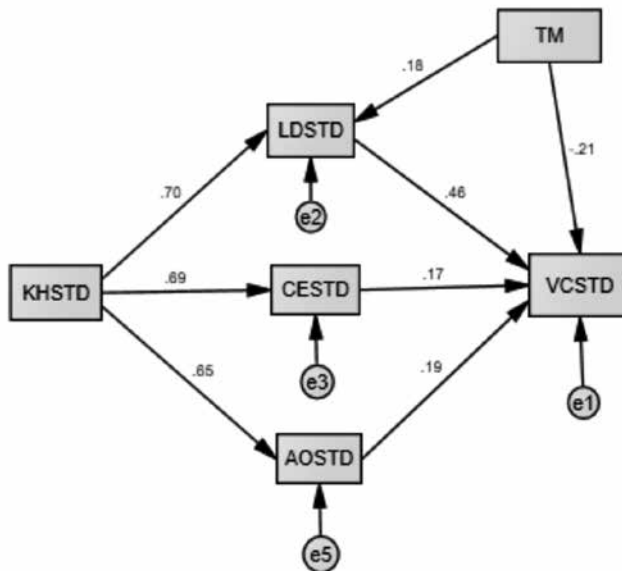 TM
.18
LDSTD
-.21
.70
.46
e2
.69
.17
KHSTD
CESTD
VCSTD
.65
.19
e3
e1
AOSTD
e5